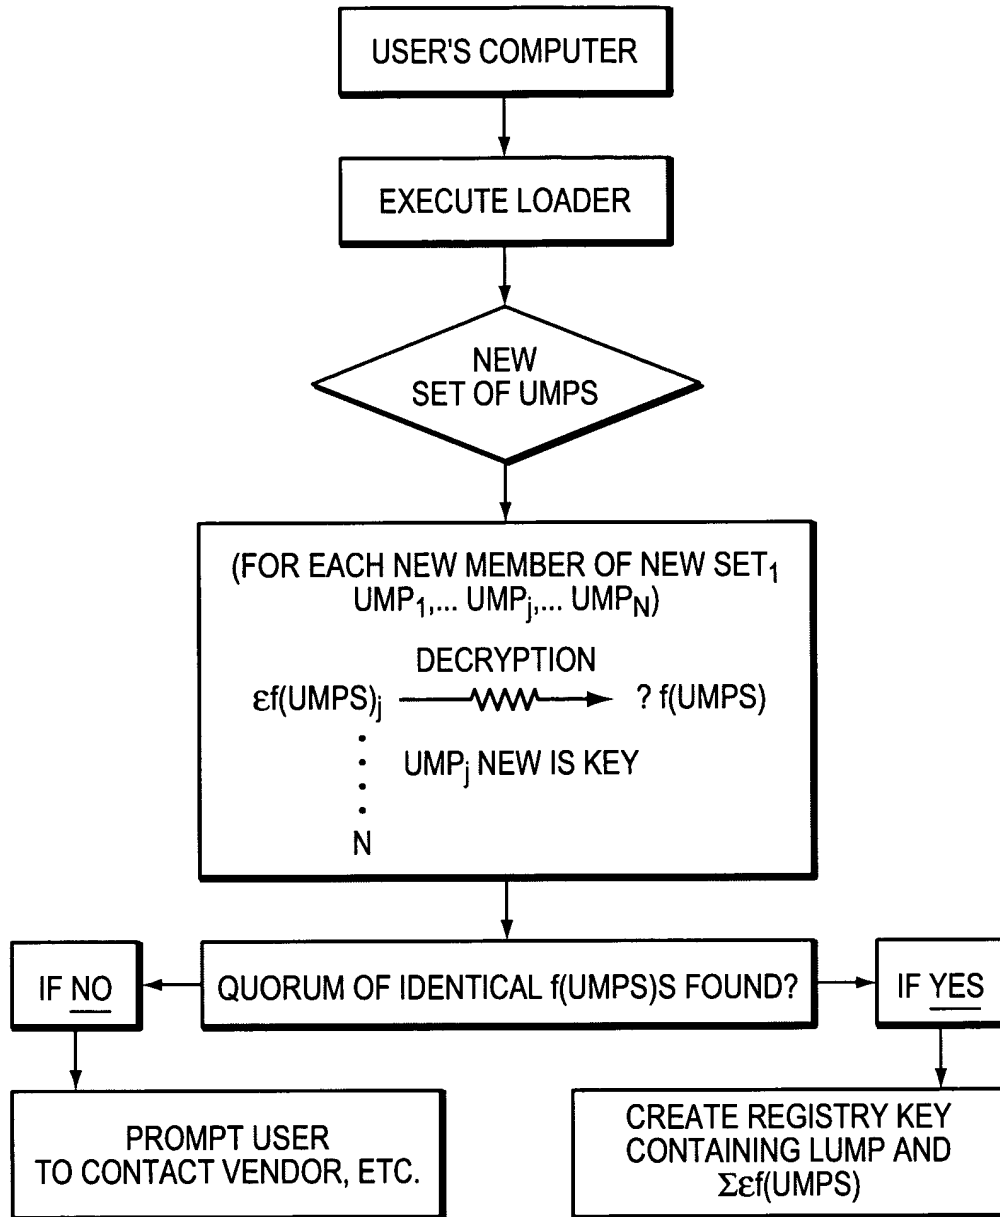 USER'S COMPUTER
EXECUTE LOADER
NEW
SET OF UMPS
(FOR EACH NEW MEMBER OF NEW SET₁
UMP₁,... UMPⱼ,... UMP_N)
DECRYPTION
εf(UMPS)ⱼ ? f(UMPS)
UMPⱼ NEW IS KEY
N
IF NO
QUORUM OF IDENTICAL f(UMPS)S FOUND?
IF YES
PROMPT USER
TO CONTACT VENDOR, ETC.
CREATE REGISTRY KEY
CONTAINING LUMP AND
Σεf(UMPS)